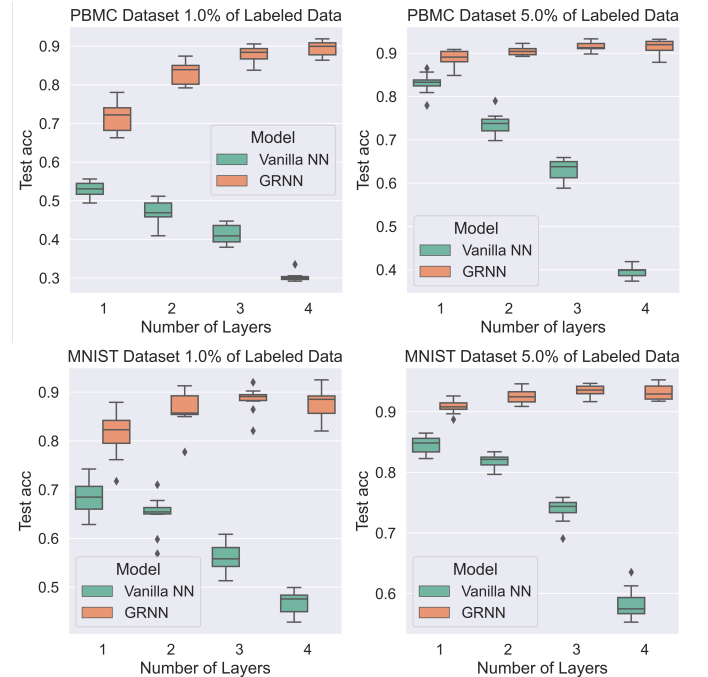 PBMC Dataset 1.0% of Labeled Data
Test acc
0.9
0.8
0.7
0.6
0.5
0.4
0.3
Model
Vanilla NN
GRNN
1 2 3 4
Number of Layers
PBMC Dataset 5.0% of Labeled Data
Test acc
0.9
0.8
0.7
0.6
0.5
0.4
Model
Vanilla NN
GRNN
1 2 3 4
Number of layers
MNIST Dataset 1.0% of Labeled Data
Test acc
0.9
0.8
0.7
0.6
0.5
Model
Vanilla NN
GRNN
1 2 3 4
Number of Layers
MNIST Dataset 5.0% of Labeled Data
Test acc
0.9
0.8
0.7
0.6
Model
Vanilla NN
GRNN
1 2 3 4
Number of Layers